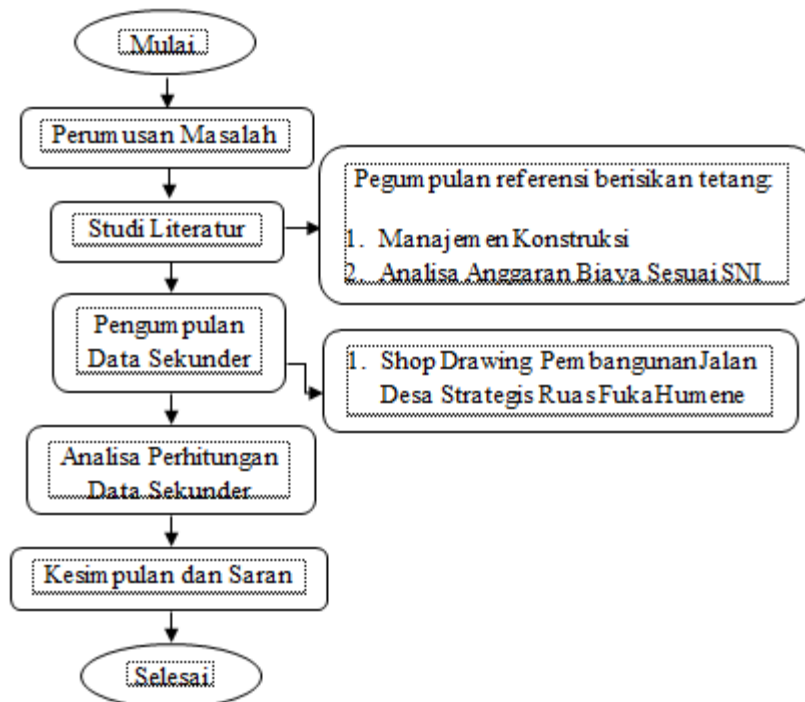 Mulai
Perumusan Masalah
Studi Literatur
Pegumpulan referensi berisikan tetang:
1. Manajemen Konstruksi
2. Analisa Anggaran Biaya Sesuai SNI
Pengumpulan
Data Sekunder
1. Shop Drawing Pembangunan Jalan
Desa Strategis Ruas Fuka Humene
Analisa Perhitungan
Data Sekunder
Kesimpulan dan Saran
Selesai